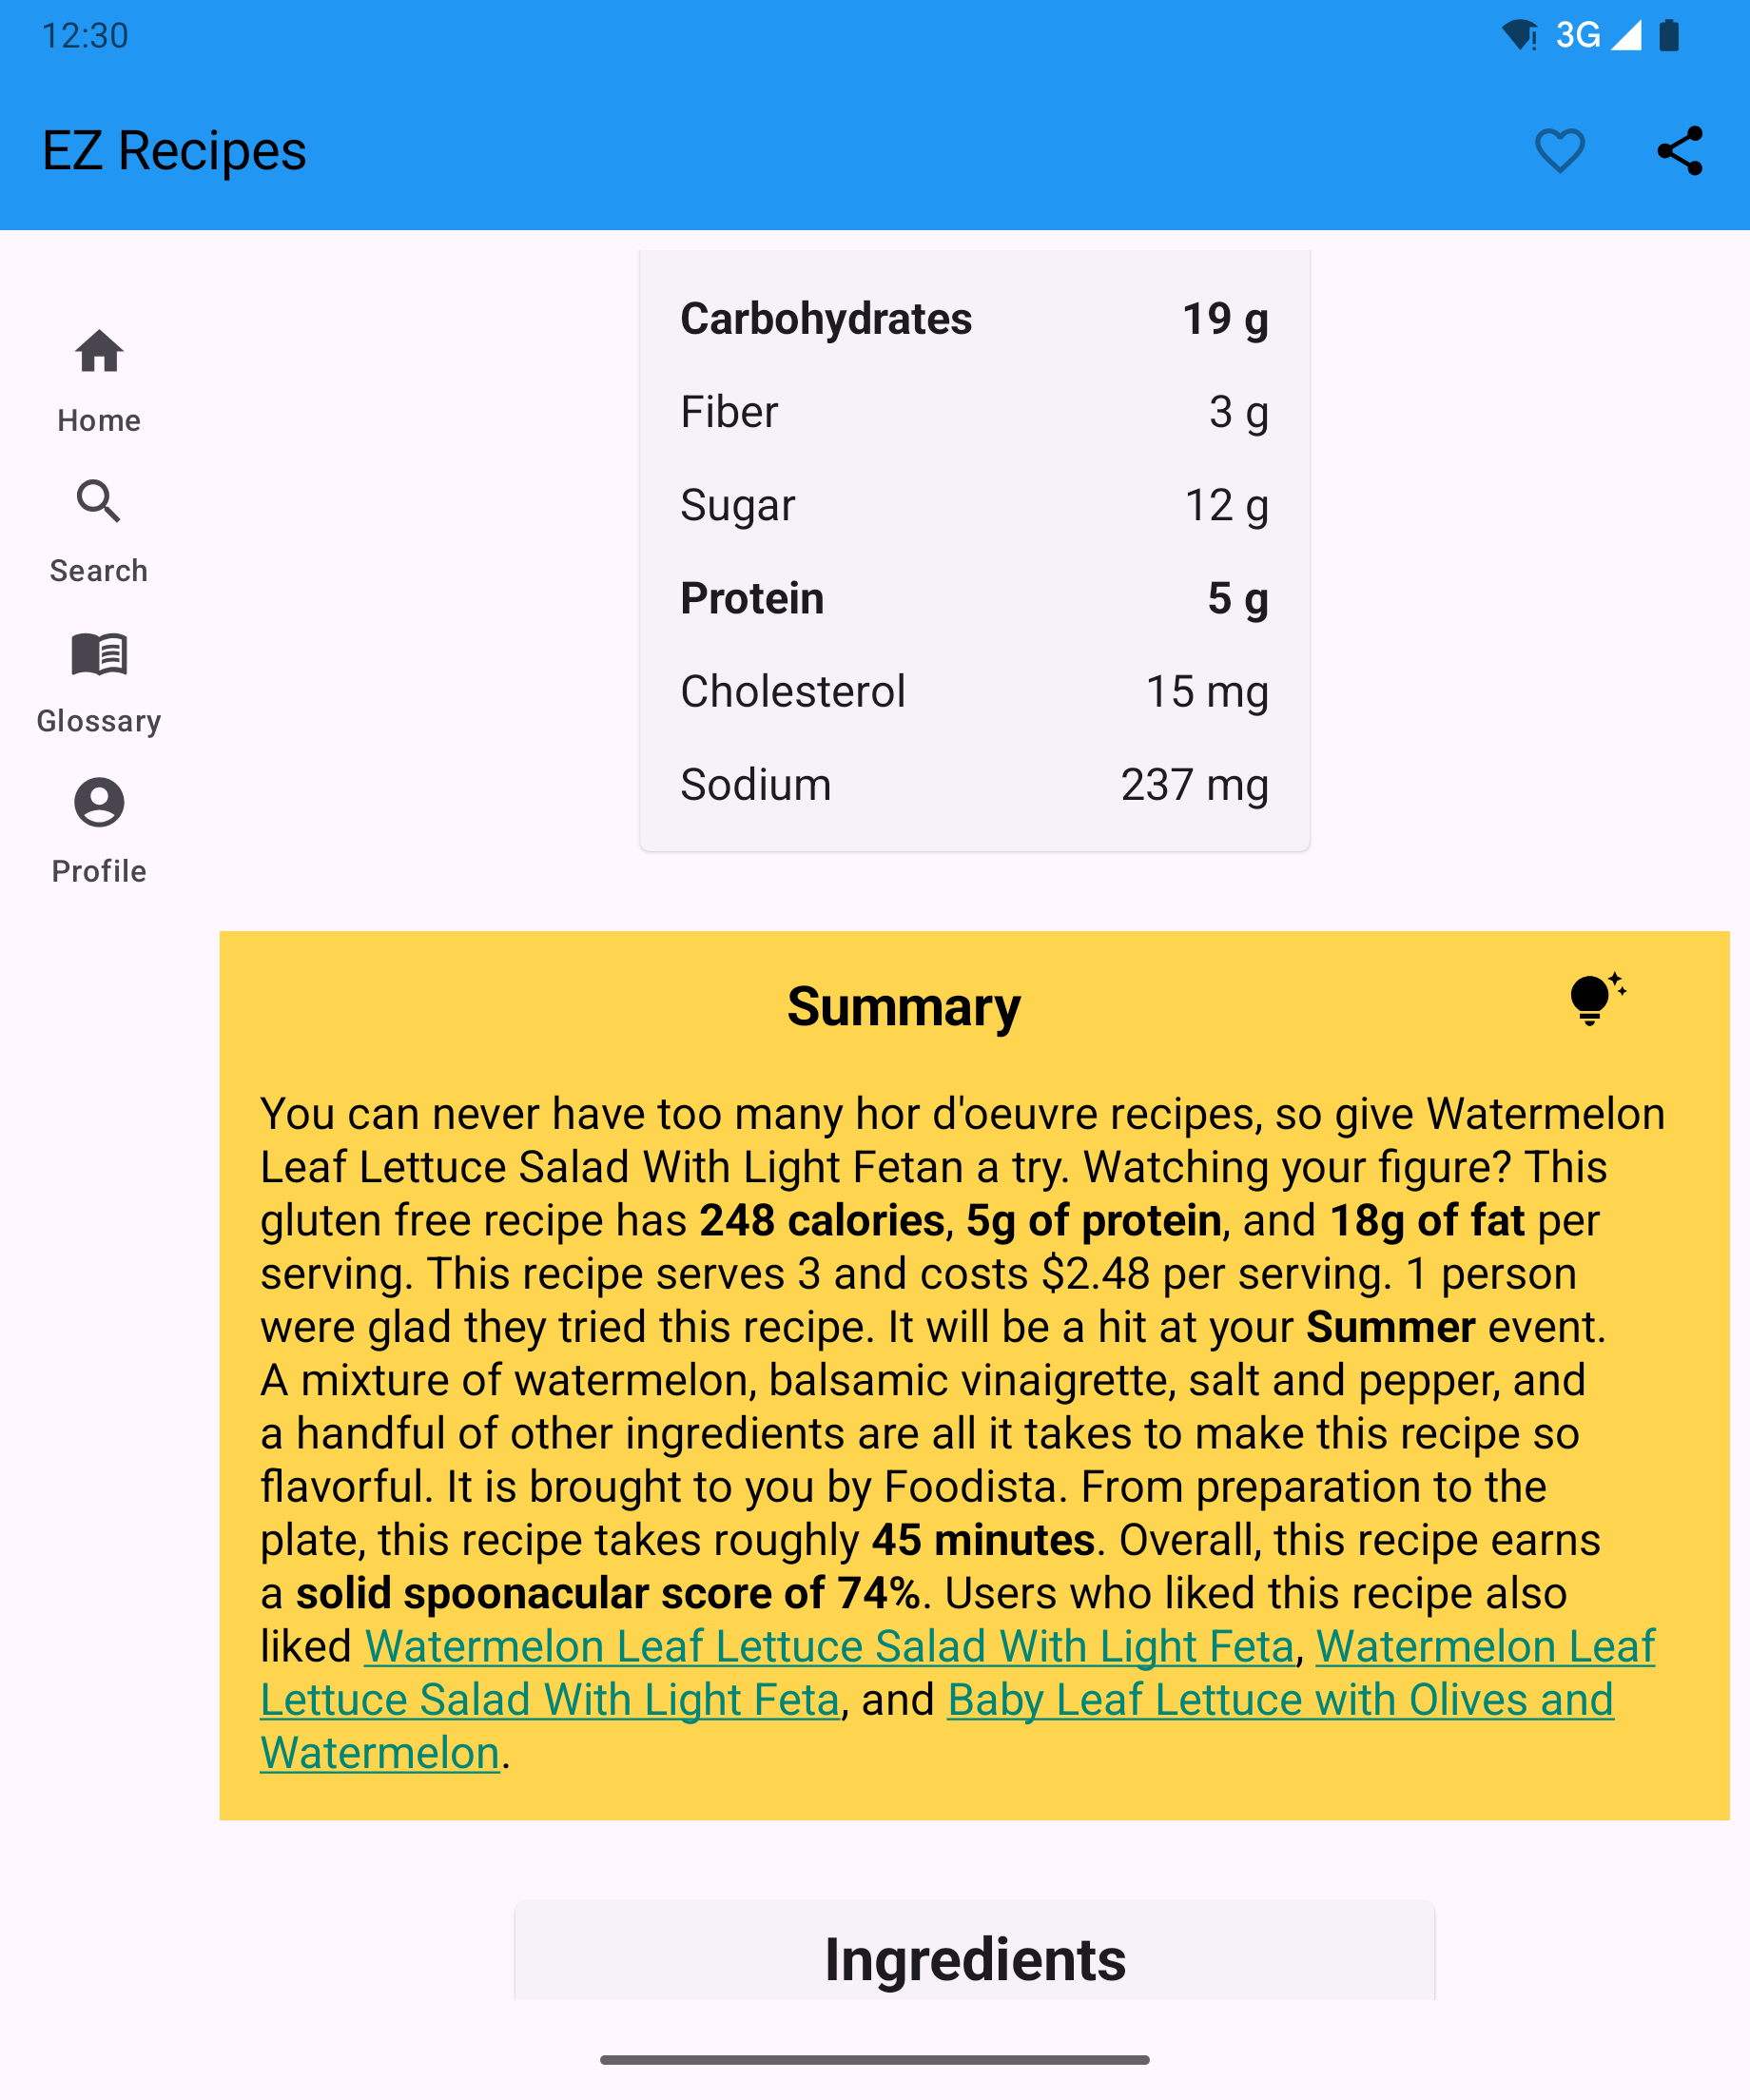 12:30
3G
EZ Recipes
Home
Search
Glossary
Profile
Carbohydrates 19 g
Fiber 3 g
Sugar 12 g
Protein 5 g
Cholesterol 15 mg
Sodium 237 mg
Summary
You can never have too many hor d'oeuvre recipes, so give Watermelon
Leaf Lettuce Salad With Light Fetan a try. Watching your figure? This
gluten free recipe has 248 calories, 5g of protein, and 18g of fat per
serving. This recipe serves 3 and costs $2.48 per serving. 1 person
were glad they tried this recipe. It will be a hit at your Summer event.
A mixture of watermelon, balsamic vinaigrette, salt and pepper, and
a handful of other ingredients are all it takes to make this recipe so
flavorful. It is brought to you by Foodista. From preparation to the
plate, this recipe takes roughly 45 minutes. Overall, this recipe earns
a solid spoonacular score of 74%. Users who liked this recipe also
liked Watermelon Leaf Lettuce Salad With Light Feta, Watermelon Leaf
Lettuce Salad With Light Feta, and Baby Leaf Lettuce with Olives and
Watermelon.
Ingredients